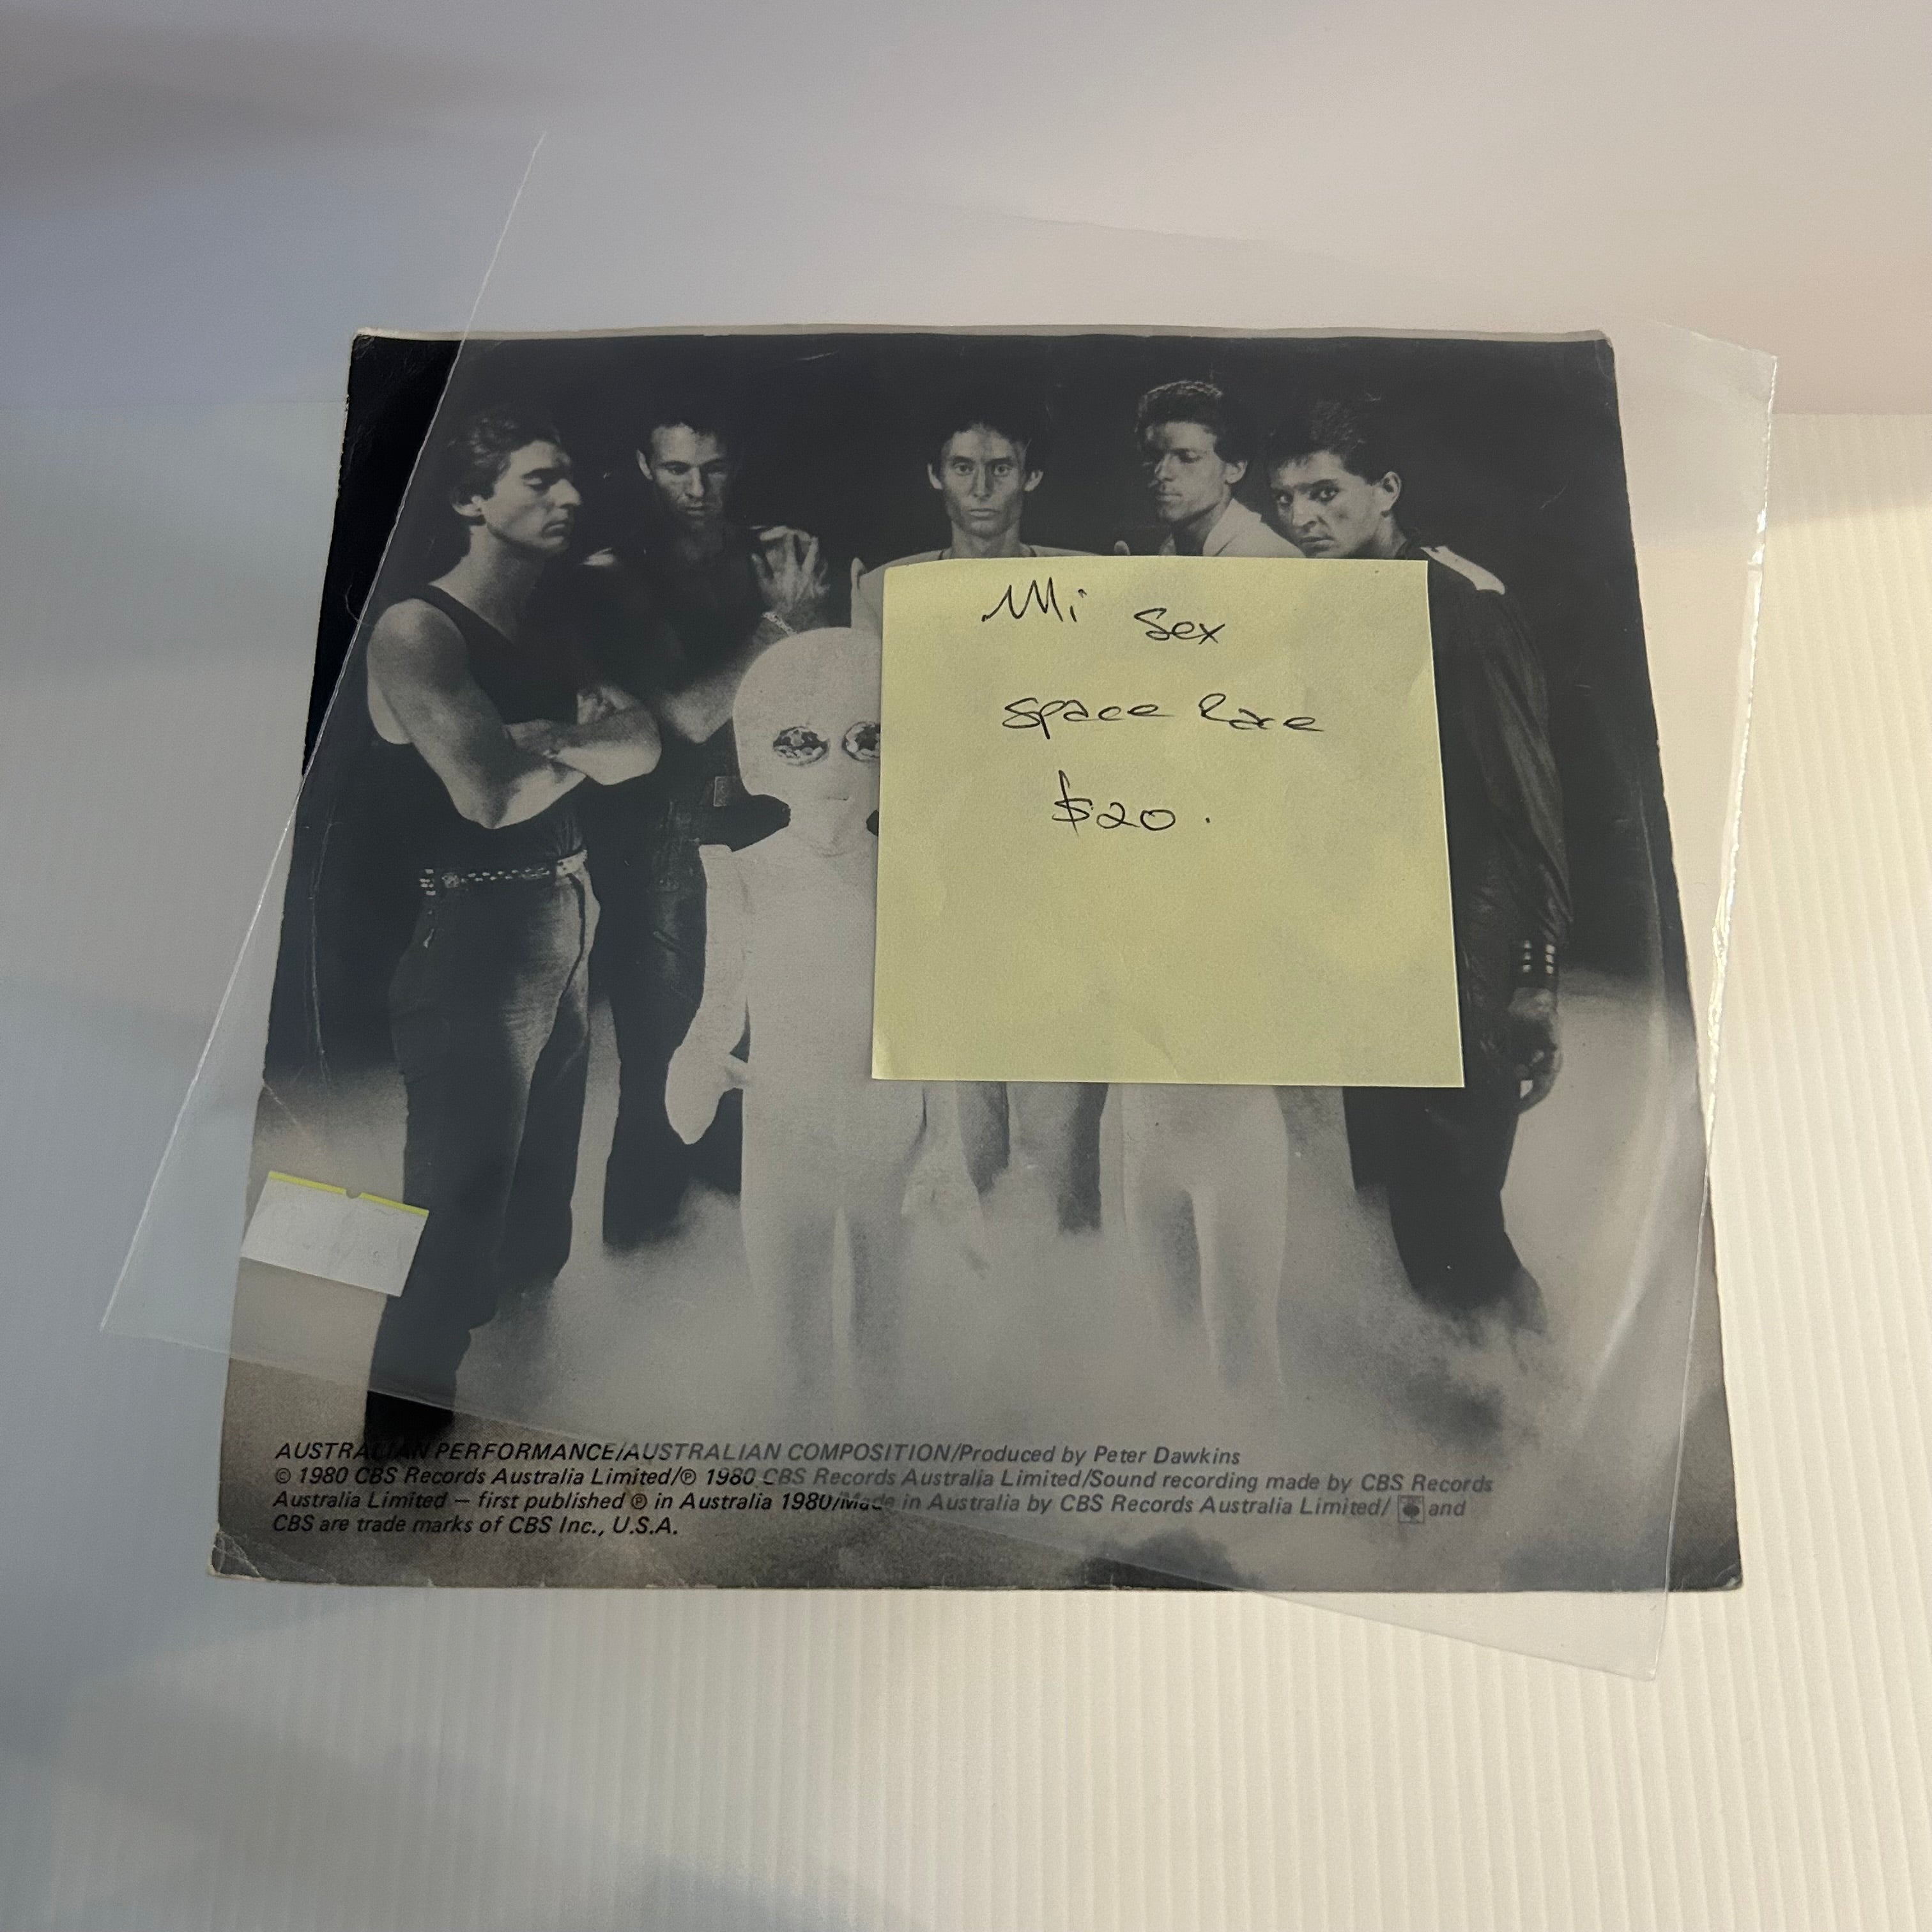 Mi Sex
Space Race
$20.
AUSTRALIAN PERFORMANCE/AUSTRALIAN COMPOSITION/Produced by Peter Dawkins
© 1980 CBS Records Australia Limited/℗ 1980 CBS Records Australia Limited/Sound recording made by CBS Records
Australia Limited — first published ℗ in Australia 1980/Made in Australia by CBS Records Australia Limited/ and
CBS are trade marks of CBS Inc., U.S.A.